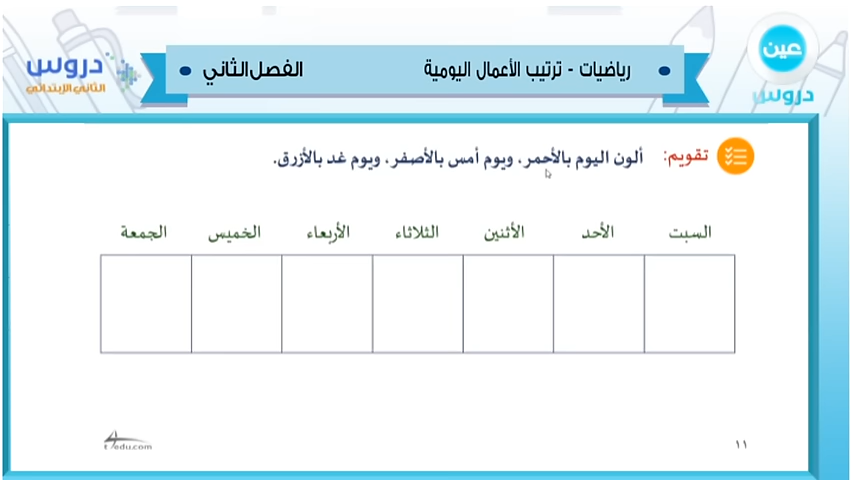 عين
دروس
رياضيات - ترتيب الأعمال اليومية
الفصل الثاني
دروس
الثاني الابتدائي
تقويم: ألون اليوم بالأحمر، ويوم أمس بالأصفر، ويوم غد بالأزرق.
السبت الأحد الأثنين الثلاثاء الأربعاء الخميس الجمعة
١١
t4edu.com